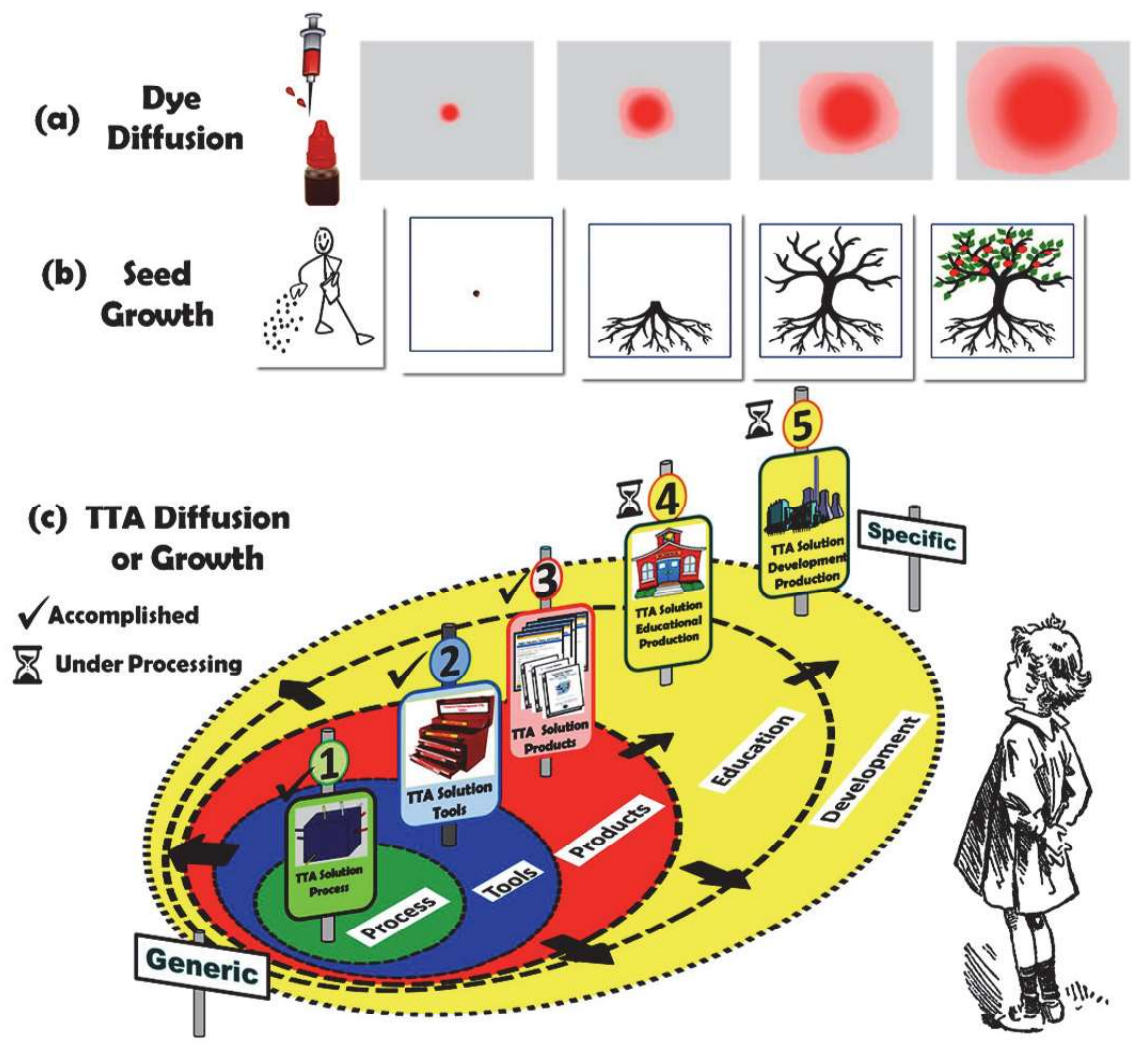 (a) Dye
Diffusion
(b) Seed
Growth
(c) TTA Diffusion
or Growth
✓ Accomplished
Under Processing
5
TTA Solution
Development
Production
Specific
4
TTA Solution
Educational
Production
✓ 3
TTA Solution
Products
✓ 2
TTA Solution
Tools
✓ 1
TTA Solution
Process
Process
Tools
Products
Education
Development
Generic